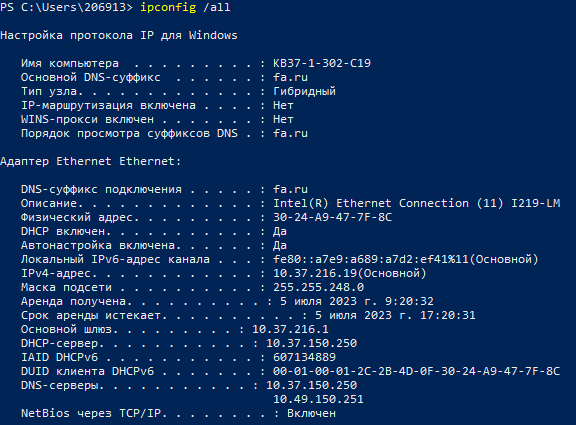 PS C:\Users\206913> ipconfig /all
Настройка протокола IP для Windows
Имя компьютера  . . . . . . . . . : KB37-1-302-C19
Основной DNS-суффикс  . . . . . . : fa.ru
Тип узла. . . . . . . . . . . . . : Гибридный
IP-маршрутизация включена . . . . : Нет
WINS-прокси включен . . . . . . . : Нет
Порядок просмотра суффиксов DNS . : fa.ru
Адаптер Ethernet Ethernet:
DNS-суффикс подключения . . . . . : fa.ru
Описание. . . . . . . . . . . . . : Intel(R) Ethernet Connection (11) I219-LM
Физический адрес. . . . . . . . . : 30-24-A9-47-7F-8C
DHCP включен. . . . . . . . . . . : Да
Автонастройка включена. . . . . . : Да
Локальный IPv6-адрес канала . . . : fe80::a7e9:a689:a7d2:ef41%11(Основной)
IPv4-адрес. . . . . . . . . . . . : 10.37.216.19(Основной)
Маска подсети . . . . . . . . . . : 255.255.248.0
Аренда получена. . . . . . . . . . : 5 июля 2023 г. 9:20:32
Срок аренды истекает. . . . . . . . . . : 5 июля 2023 г. 17:20:31
Основной шлюз. . . . . . . . . : 10.37.216.1
DHCP-сервер. . . . . . . . . . . : 10.37.150.250
IAID DHCPv6 . . . . . . . . . . . : 607134889
DUID клиента DHCPv6 . . . . . . . : 00-01-00-01-2C-2B-4D-0F-30-24-A9-47-7F-8C
DNS-серверы. . . . . . . . . . . : 10.37.150.250
10.49.150.251
NetBios через TCP/IP. . . . . . . . : Включен